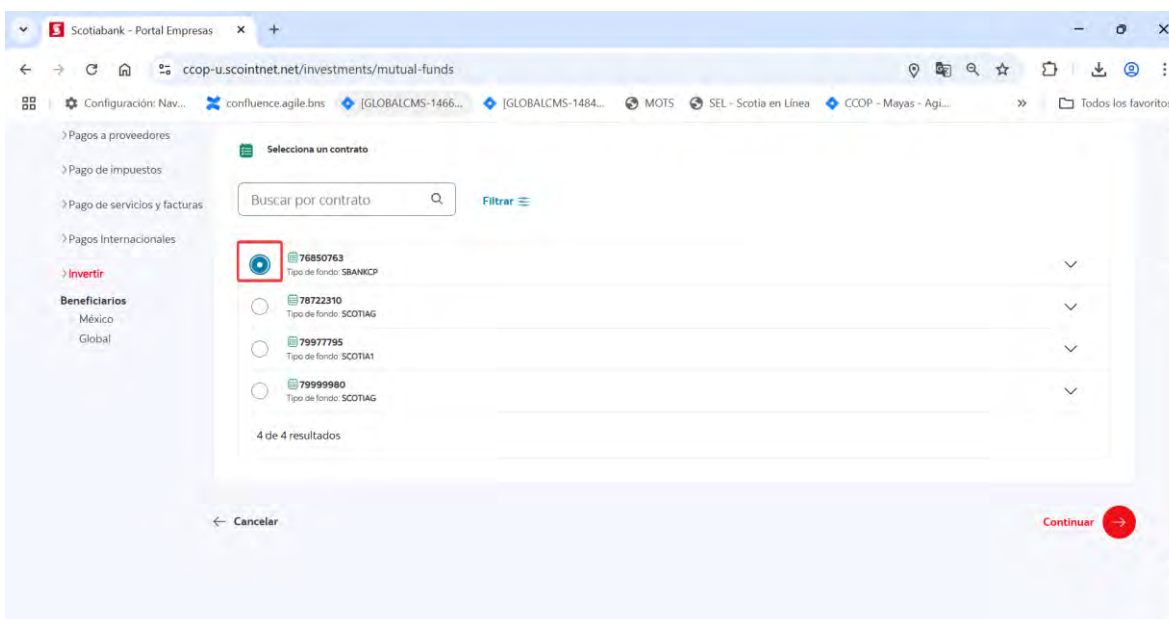 Scotiabank - Portal Empresas
ccop-u.scointnet.net/investments/mutual-funds
Configuración: Nav...
confluence.agile.bns
[GLOBALCMS-1466...
[GLOBALCMS-1484...
MOTS
SEL - Scotia en Línea
CCOP - Mayas - Agi...
»
Todos los favoritos
Pagos a proveedores
Pago de impuestos
Pago de servicios y facturas
Pagos Internacionales
Invertir
Beneficiarios
México
Global
Selecciona un contrato
Buscar por contrato
Filtrar
76850763
Tipo de fondo: SBANKCP
78722310
Tipo de fondo: SCOTIAG
79977795
Tipo de fondo: SCOTIA1
79999980
Tipo de fondo: SCOTIAG
4 de 4 resultados
Cancelar
Continuar